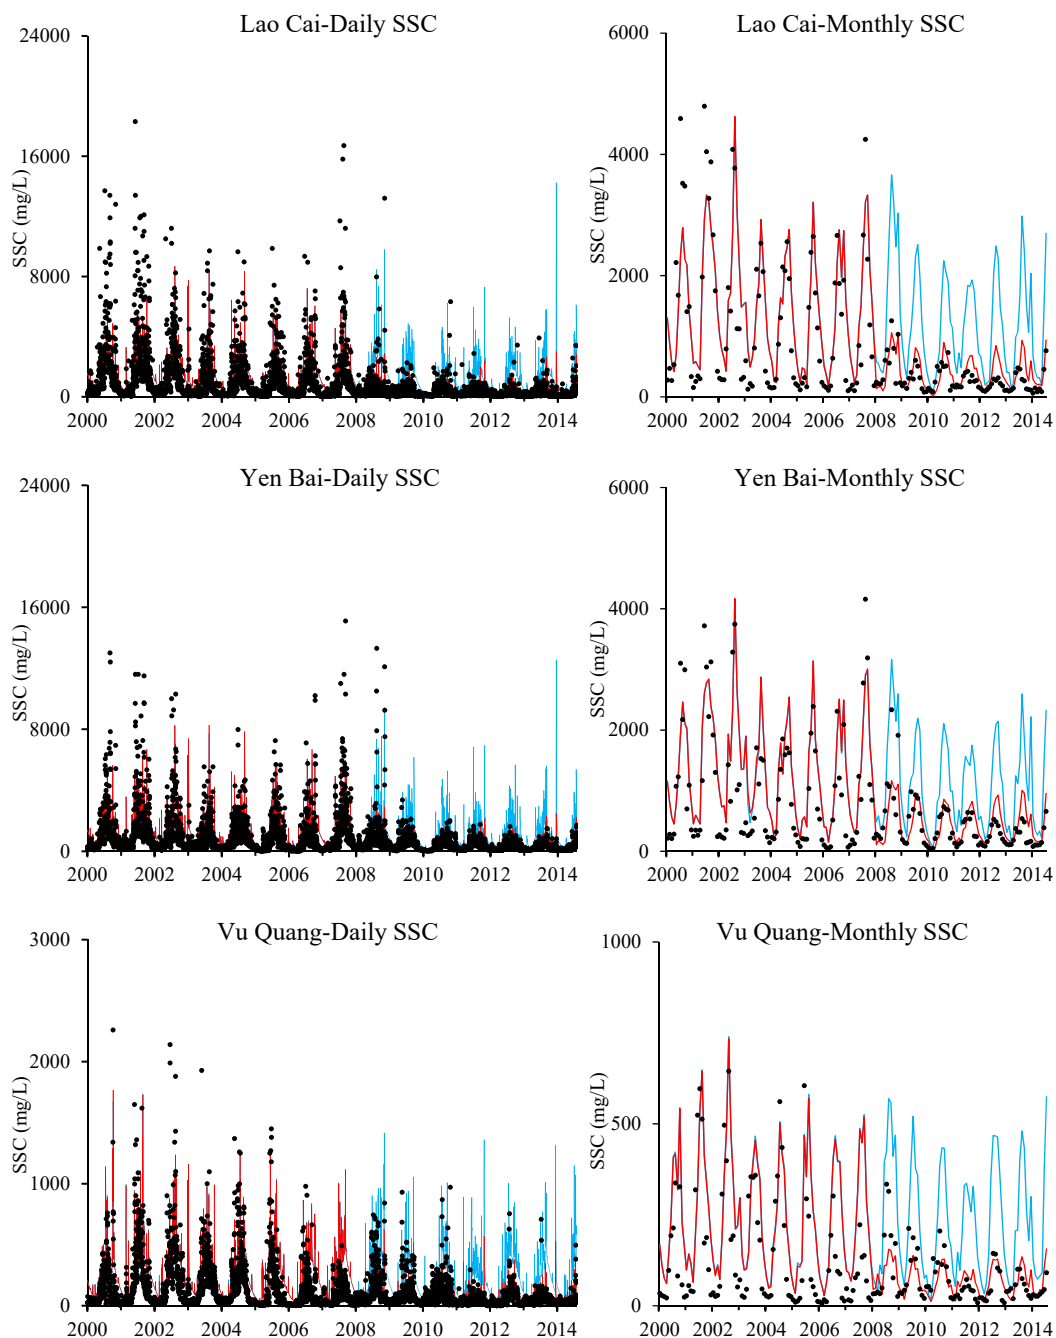 Lao Cai-Daily SSC
24000
16000
8000
0
SSC (mg/L)
2000 2002 2004 2006 2008 2010 2012 2014
Lao Cai-Monthly SSC
6000
4000
2000
0
SSC (mg/L)
2000 2002 2004 2006 2008 2010 2012 2014
Yen Bai-Daily SSC
24000
16000
8000
0
SSC (mg/L)
2000 2002 2004 2006 2008 2010 2012 2014
Yen Bai-Monthly SSC
6000
4000
2000
0
SSC (mg/L)
2000 2002 2004 2006 2008 2010 2012 2014
Vu Quang-Daily SSC
3000
2000
1000
0
SSC (mg/L)
2000 2002 2004 2006 2008 2010 2012 2014
Vu Quang-Monthly SSC
1000
500
0
SSC (mg/L)
2000 2002 2004 2006 2008 2010 2012 2014